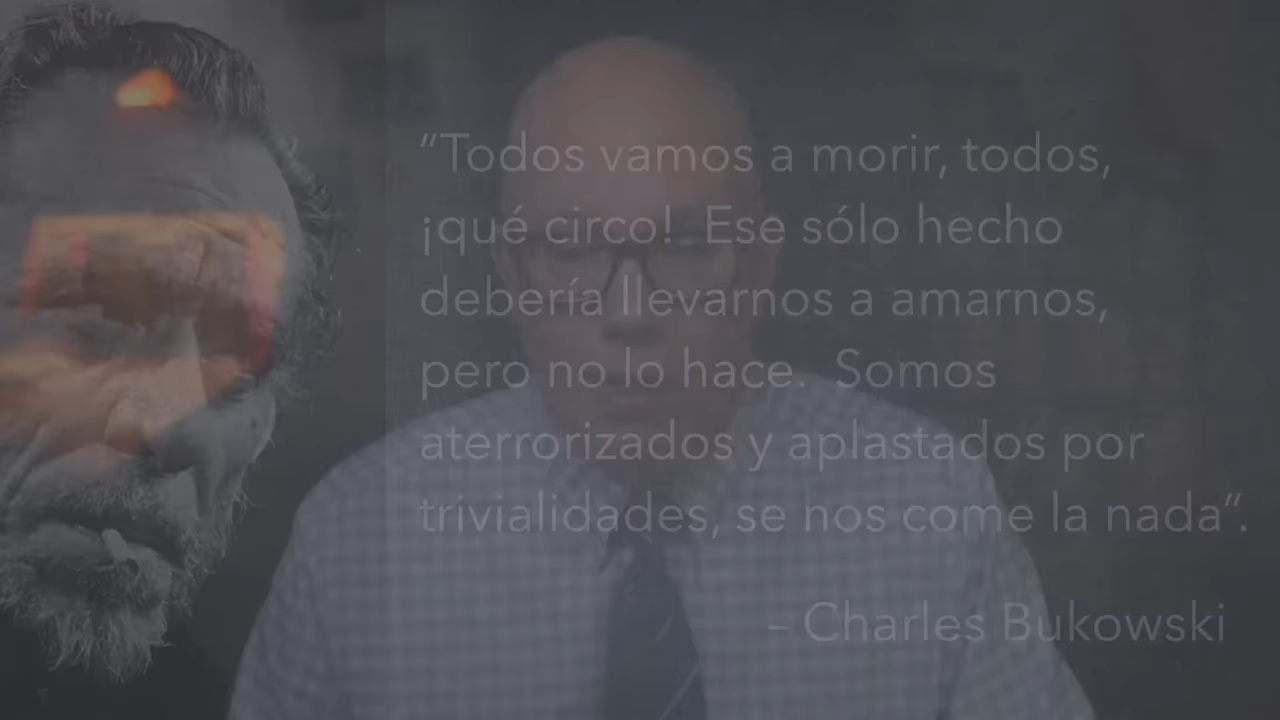 “Todos vamos a morir, todos,
¡qué circo! Ese sólo hecho
debería llevarnos a amarnos,
pero no lo hace. Somos
aterrorizados y aplastados por
trivialidades, se nos come la nada“.
– Charles Bukowski